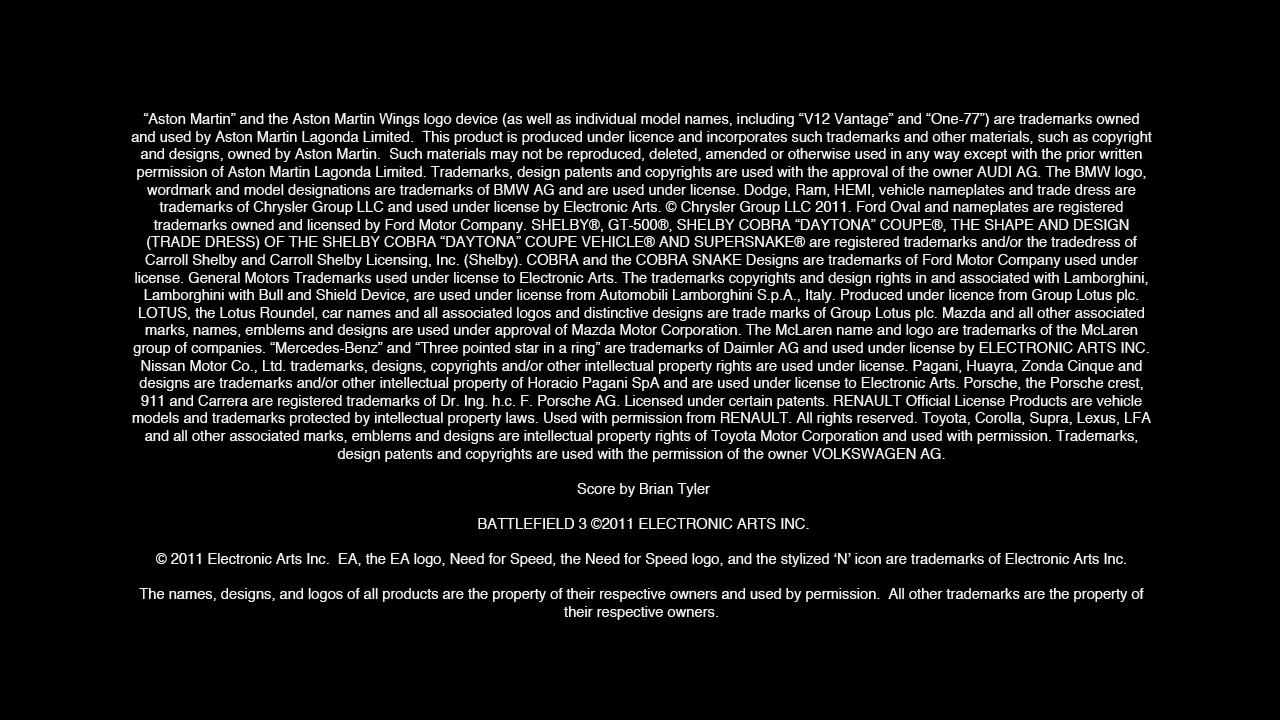 “Aston Martin” and the Aston Martin Wings logo device (as well as individual model names, including “V12 Vantage” and “One-77”) are trademarks owned
and used by Aston Martin Lagonda Limited.  This product is produced under licence and incorporates such trademarks and other materials, such as copyright
and designs, owned by Aston Martin.  Such materials may not be reproduced, deleted, amended or otherwise used in any way except with the prior written
permission of Aston Martin Lagonda Limited. Trademarks, design patents and copyrights are used with the approval of the owner AUDI AG. The BMW logo,
wordmark and model designations are trademarks of BMW AG and are used under license. Dodge, Ram, HEMI, vehicle nameplates and trade dress are
trademarks of Chrysler Group LLC and used under license by Electronic Arts. © Chrysler Group LLC 2011. Ford Oval and nameplates are registered
trademarks owned and licensed by Ford Motor Company. SHELBY®, GT-500®, SHELBY COBRA “DAYTONA” COUPE®, THE SHAPE AND DESIGN
(TRADE DRESS) OF THE SHELBY COBRA “DAYTONA” COUPE VEHICLE® AND SUPERSNAKE® are registered trademarks and/or the tradedress of
Carroll Shelby and Carroll Shelby Licensing, Inc. (Shelby). COBRA and the COBRA SNAKE Designs are trademarks of Ford Motor Company used under
license. General Motors Trademarks used under license to Electronic Arts. The trademarks copyrights and design rights in and associated with Lamborghini,
Lamborghini with Bull and Shield Device, are used under license from Automobili Lamborghini S.p.A., Italy. Produced under licence from Group Lotus plc.
LOTUS, the Lotus Roundel, car names and all associated logos and distinctive designs are trade marks of Group Lotus plc. Mazda and all other associated
marks, names, emblems and designs are used under approval of Mazda Motor Corporation. The McLaren name and logo are trademarks of the McLaren
group of companies. “Mercedes-Benz” and “Three pointed star in a ring” are trademarks of Daimler AG and used under license by ELECTRONIC ARTS INC.
Nissan Motor Co., Ltd. trademarks, designs, copyrights and/or other intellectual property rights are used under license. Pagani, Huayra, Zonda Cinque and
designs are trademarks and/or other intellectual property of Horacio Pagani SpA and are used under license to Electronic Arts. Porsche, the Porsche crest,
911 and Carrera are registered trademarks of Dr. Ing. h.c. F. Porsche AG. Licensed under certain patents. RENAULT Official License Products are vehicle
models and trademarks protected by intellectual property laws. Used with permission from RENAULT. All rights reserved. Toyota, Corolla, Supra, Lexus, LFA
and all other associated marks, emblems and designs are intellectual property rights of Toyota Motor Corporation and used with permission. Trademarks,
design patents and copyrights are used with the permission of the owner VOLKSWAGEN AG.
Score by Brian Tyler
BATTLEFIELD 3 ©2011 ELECTRONIC ARTS INC.
© 2011 Electronic Arts Inc.  EA, the EA logo, Need for Speed, the Need for Speed logo, and the stylized ‘N’ icon are trademarks of Electronic Arts Inc.
The names, designs, and logos of all products are the property of their respective owners and used by permission.  All other trademarks are the property of
their respective owners.